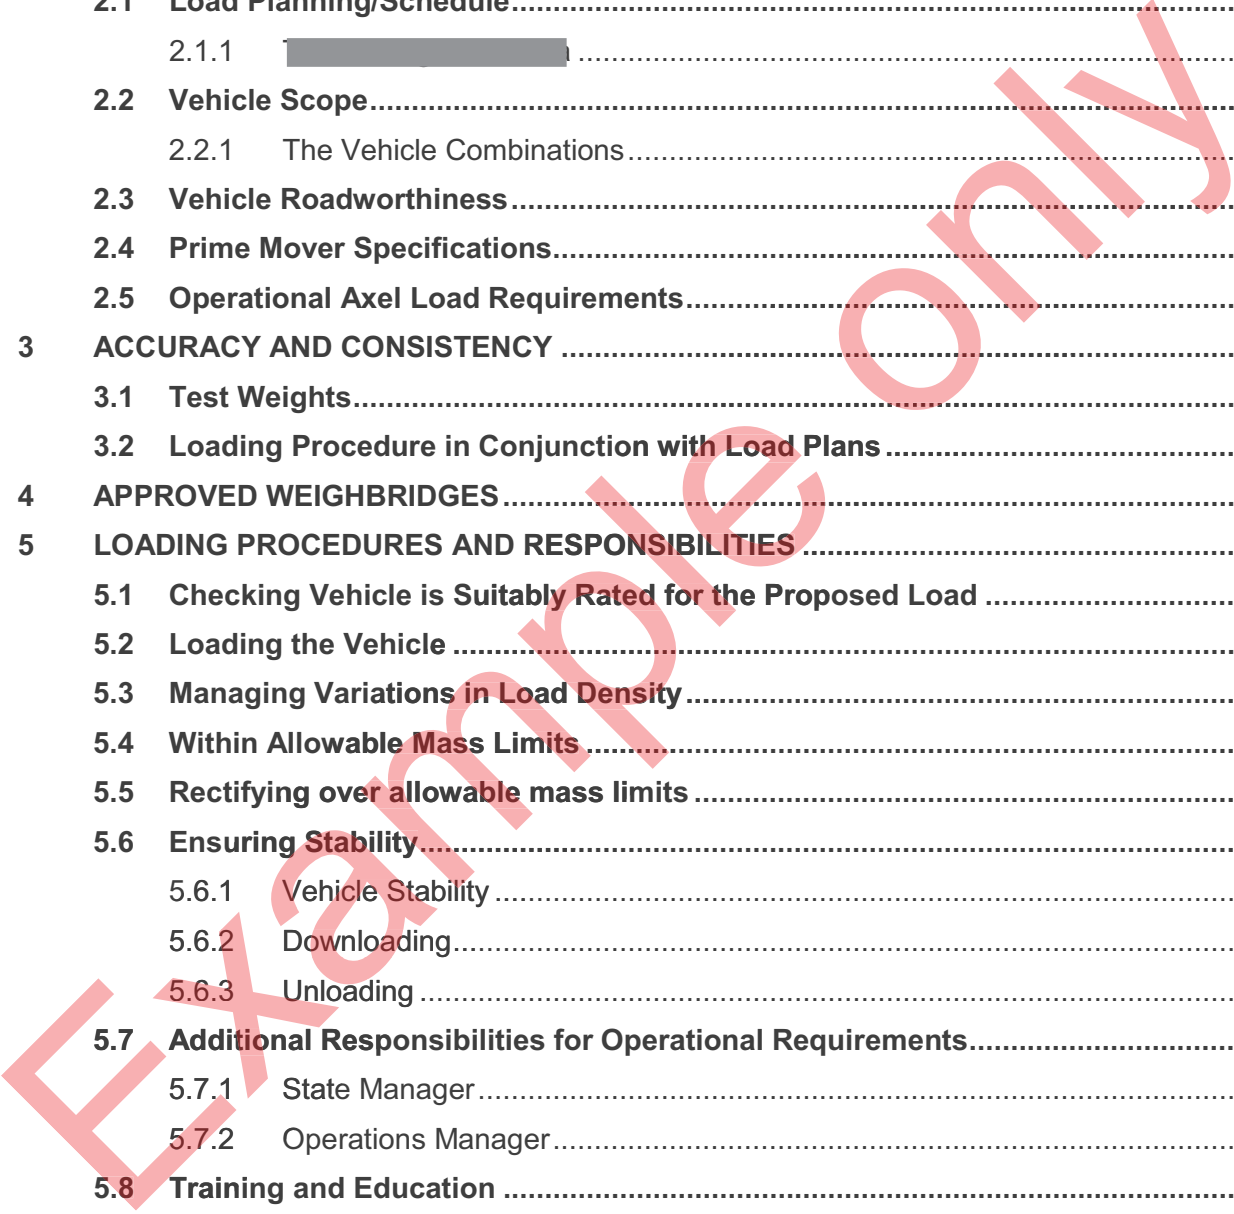 2.1 Load Planning/Schedule
2.1.1
2.2 Vehicle Scope
2.2.1 The Vehicle Combinations
2.3 Vehicle Roadworthiness
2.4 Prime Mover Specifications
2.5 Operational Axel Load Requirements
3 ACCURACY AND CONSISTENCY
3.1 Test Weights
3.2 Loading Procedure in Conjunction with Load Plans
4 APPROVED WEIGHBRIDGES
5 LOADING PROCEDURES AND RESPONSIBILITIES
5.1 Checking Vehicle is Suitably Rated for the Proposed Load
5.2 Loading the Vehicle
5.3 Managing Variations in Load Density
5.4 Within Allowable Mass Limits
5.5 Rectifying over allowable mass limits
5.6 Ensuring Stability
5.6.1 Vehicle Stability
5.6.2 Downloading
5.6.3 Unloading
5.7 Additional Responsibilities for Operational Requirements
5.7.1 State Manager
5.7.2 Operations Manager
5.8 Training and Education
Example only